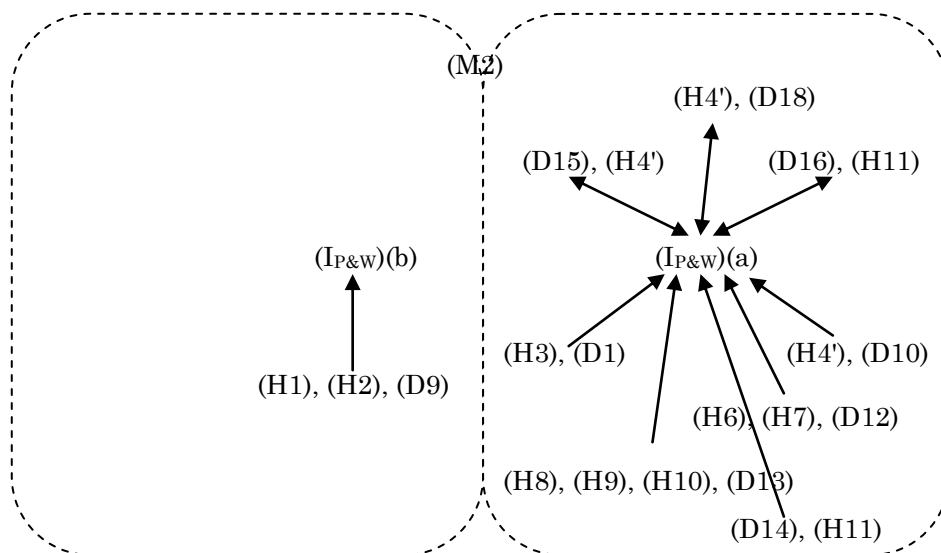 (M2)
(H4'), (D18)
(D15), (H4')
(D16), (H11)
(IP&W)(b)
(IP&W)(a)
(H3), (D1)
(H4'), (D10)
(H1), (H2), (D9)
(H6), (H7), (D12)
(H8), (H9), (H10), (D13)
(D14), (H11)